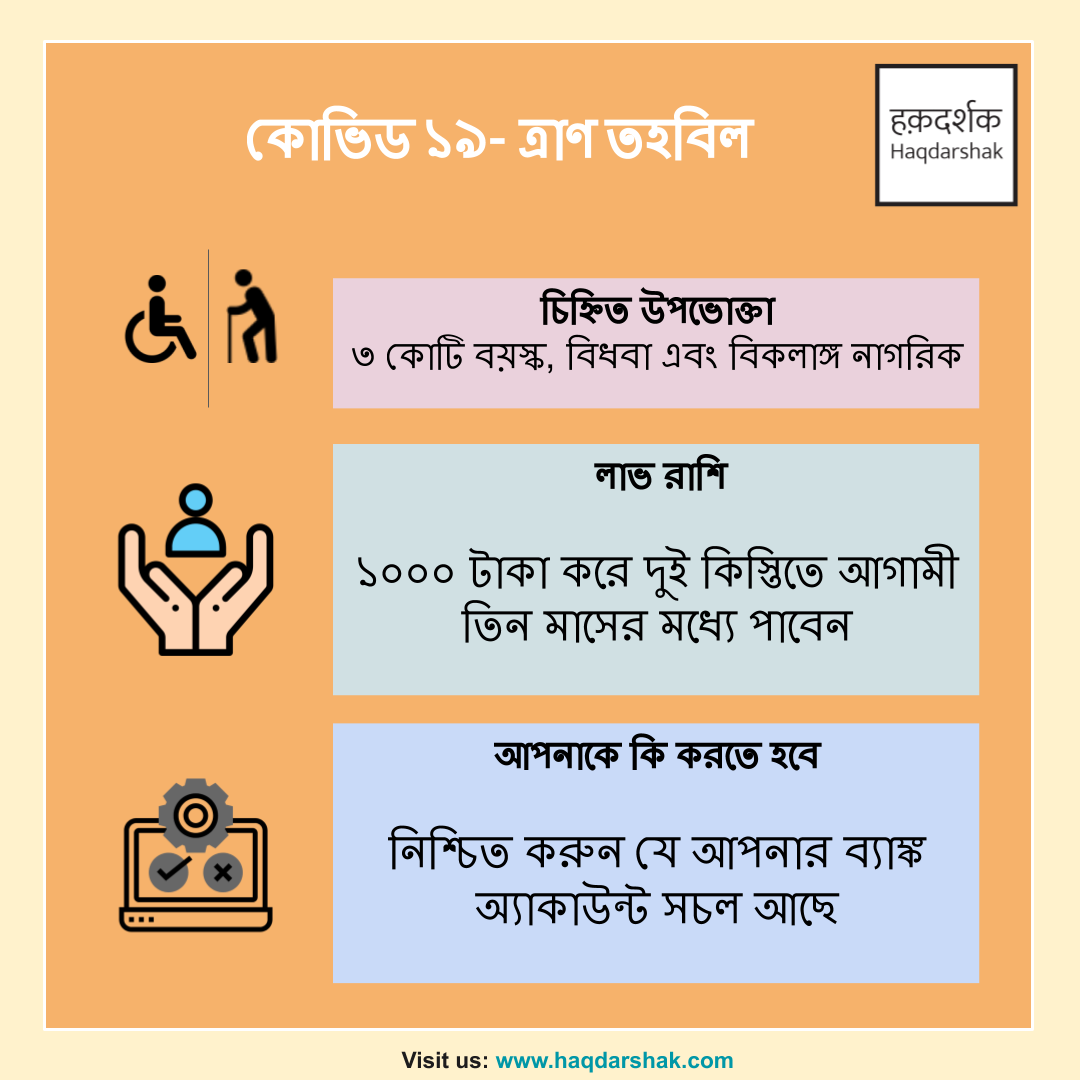 কোভিড ১৯- ত্রাণ তহবিল
हक़दर्शक
Haqdarshak
চিহ্নিত উপভোক্তা
৩ কোটি বয়স্ক, বিধবা এবং বিকলাঙ্গ নাগরিক
লাভ রাশি
১০০০ টাকা করে দুই কিস্তিতে আগামী
তিন মাসের মধ্যে পাবেন
আপনাকে কি করতে হবে
নিশ্চিত করুন যে আপনার ব্যাঙ্ক
অ্যাকাউন্ট সচল আছে
Visit us: www.haqdarshak.com